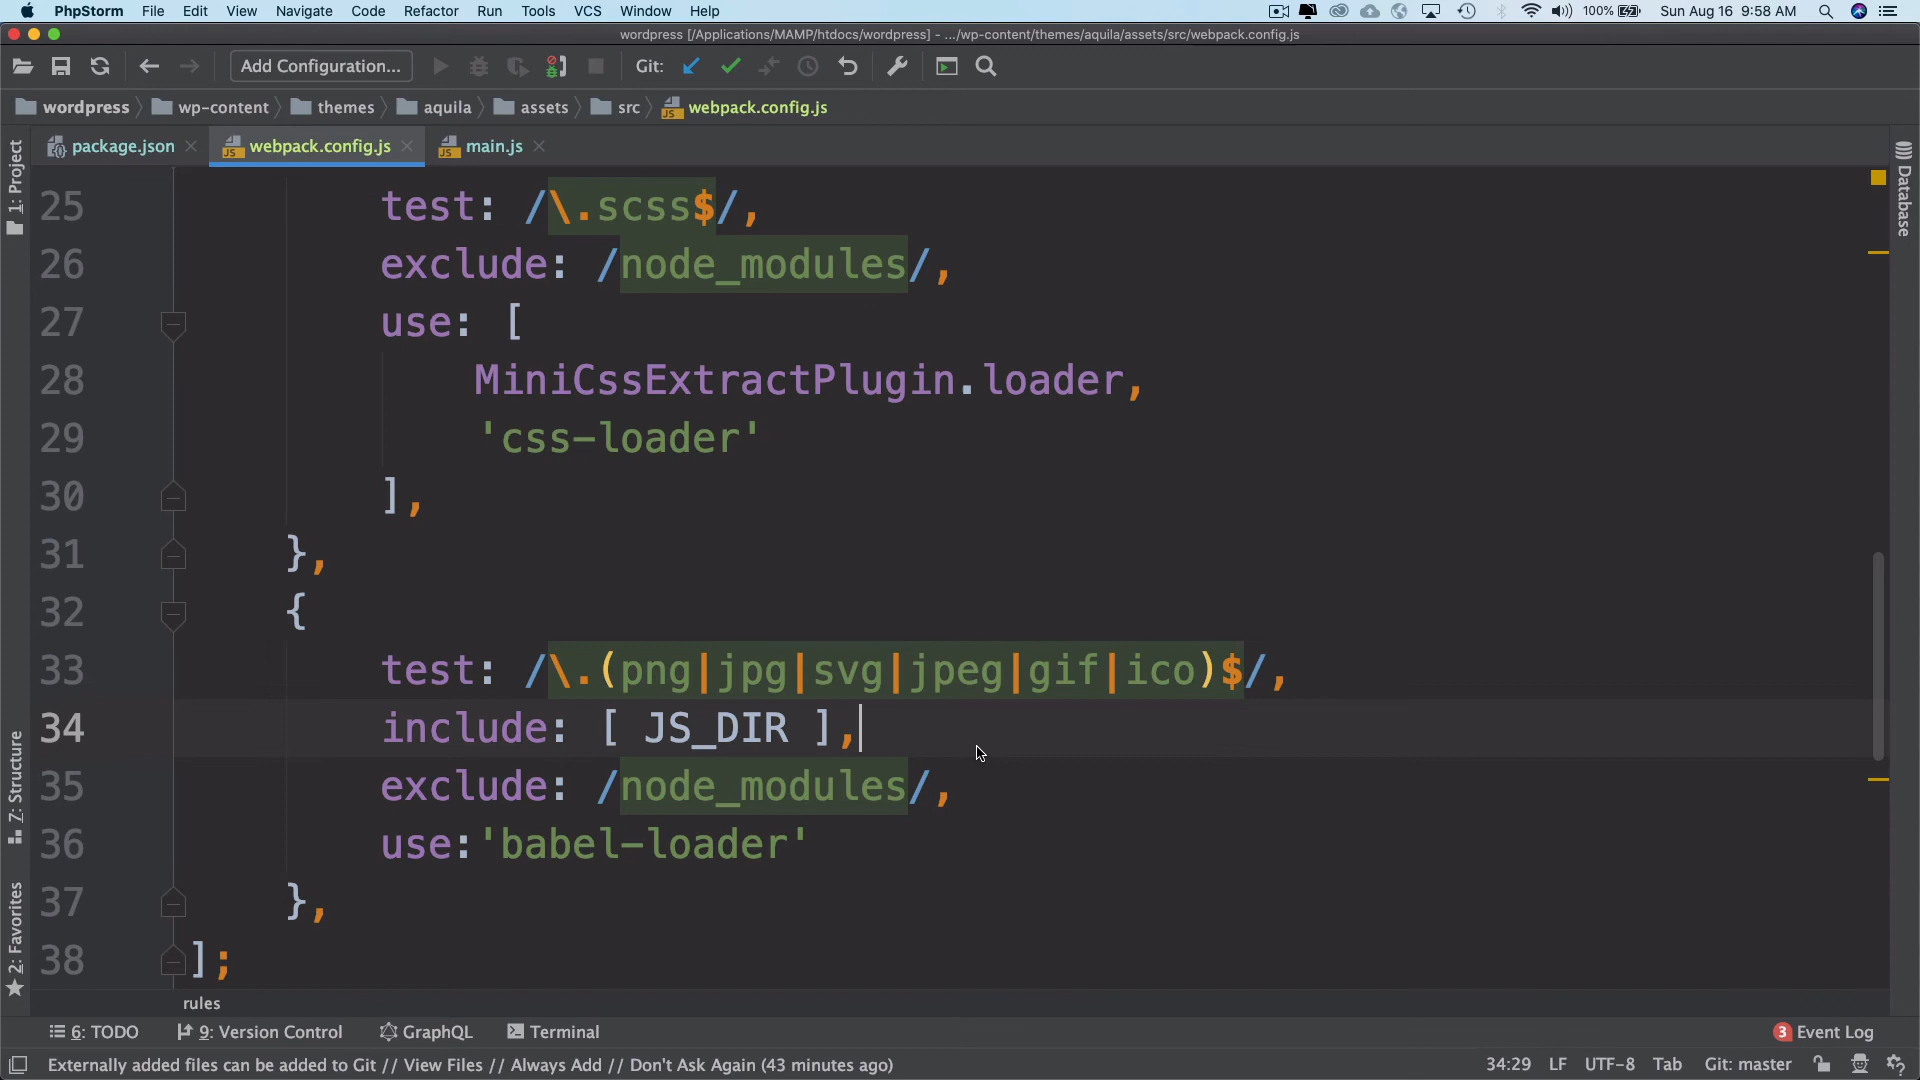 PhpStorm File Edit View Navigate Code Refactor Run Tools VCS Window Help 100% Sun Aug 16 9:58 AM
wordpress [/Applications/MAMP/htdocs/wordpress] - .../wp-content/themes/aquila/assets/src/webpack.config.js
Add Configuration... Git:
wordpress wp-content themes aquila assets src webpack.config.js
package.json webpack.config.js main.js
1: Project
7: Structure
2: Favorites
Database
25 test: /\.scss$/,
26 exclude: /node_modules/,
27 use: [
28 MiniCssExtractPlugin.loader,
29 'css-loader'
30 ],
31 },
32 {
33 test: /\.(png|jpg|svg|jpeg|gif|ico)$/,
34 include: [ JS_DIR ],
35 exclude: /node_modules/,
36 use:'babel-loader'
37 },
38 ];
rules
6: TODO 9: Version Control GraphQL Terminal 3 Event Log
Externally added files can be added to Git // View Files // Always Add // Don't Ask Again (43 minutes ago) 34:29 LF UTF-8 Tab Git: master